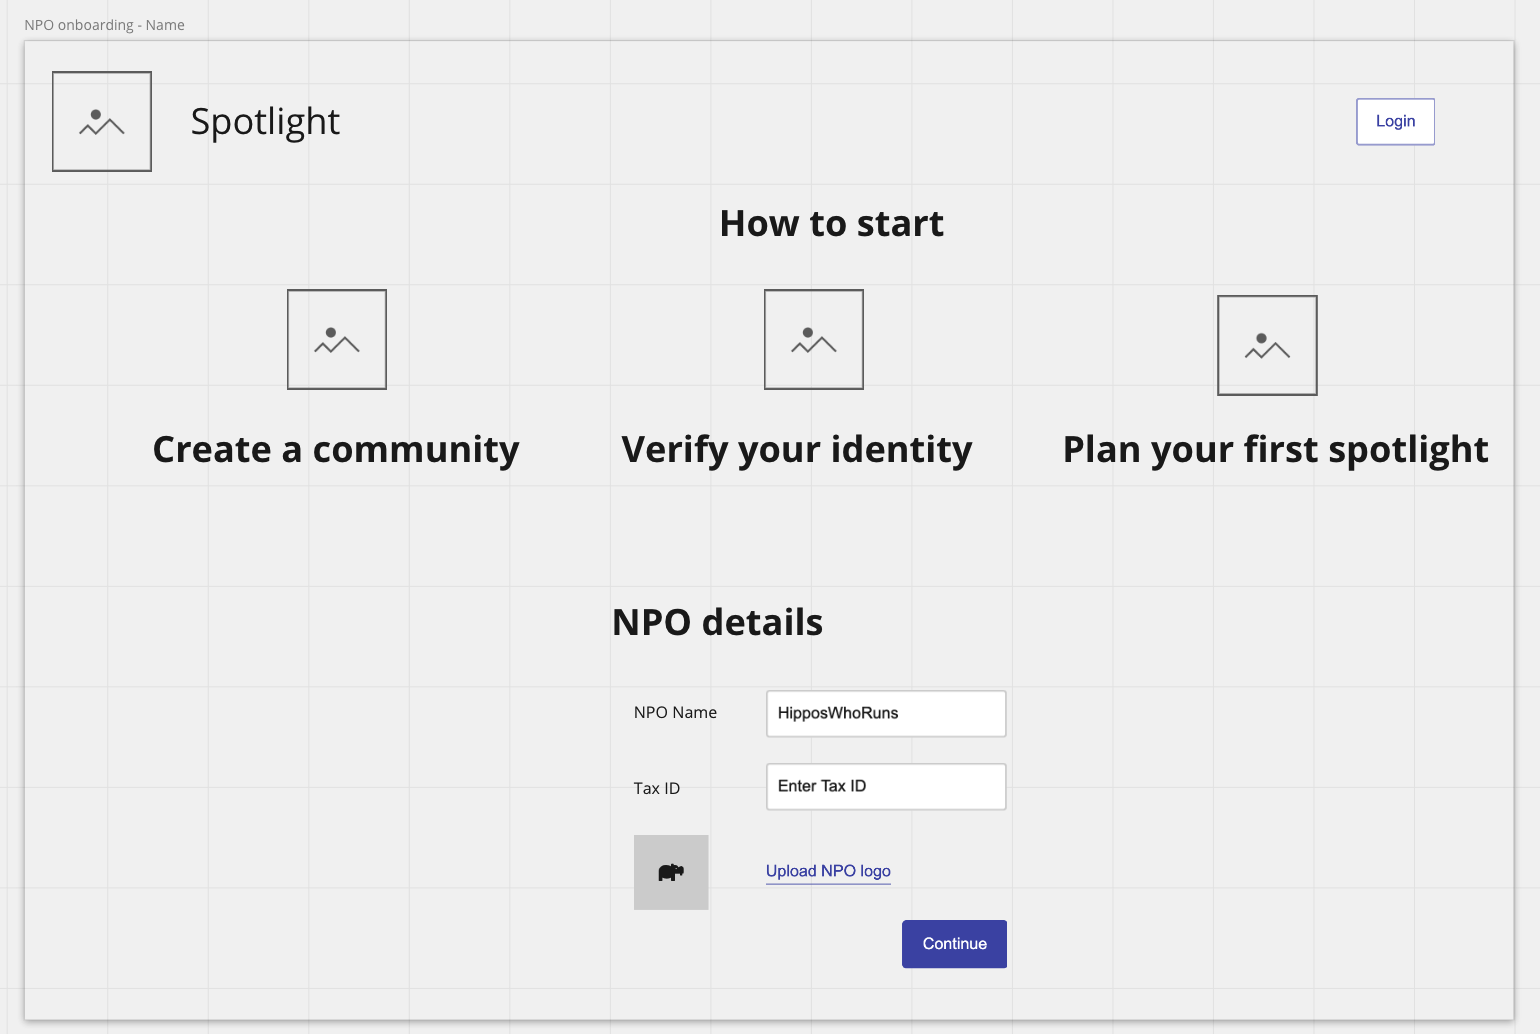 NPO onboarding - Name
Spotlight
Login
How to start
Create a community
Verify your identity
Plan your first spotlight
NPO details
NPO Name
HipposWhoRuns
Tax ID
Enter Tax ID
Upload NPO logo
Continue